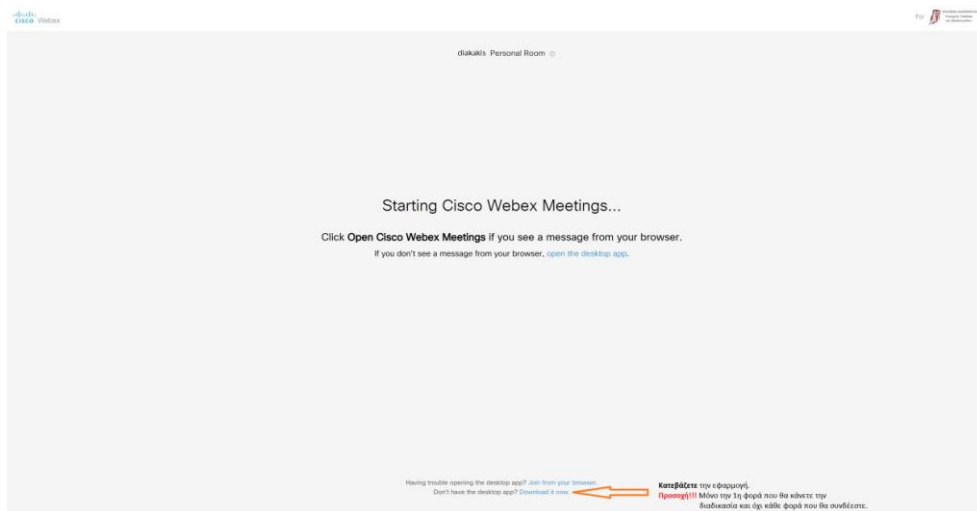 cisco Webex
Για
diakakis Personal Room
Starting Cisco Webex Meetings...
Click Open Cisco Webex Meetings if you see a message from your browser.
If you don't see a message from your browser, open the desktop app.
Having trouble opening the desktop app? Join from your browser.
Don't have the desktop app? Download it now.
Κατεβάζετε την εφαρμογή.
Προσοχή!!! Μόνο την 1η φορά που θα κάνετε την
διαδικασία και όχι κάθε φορά που θα συνδέεστε.